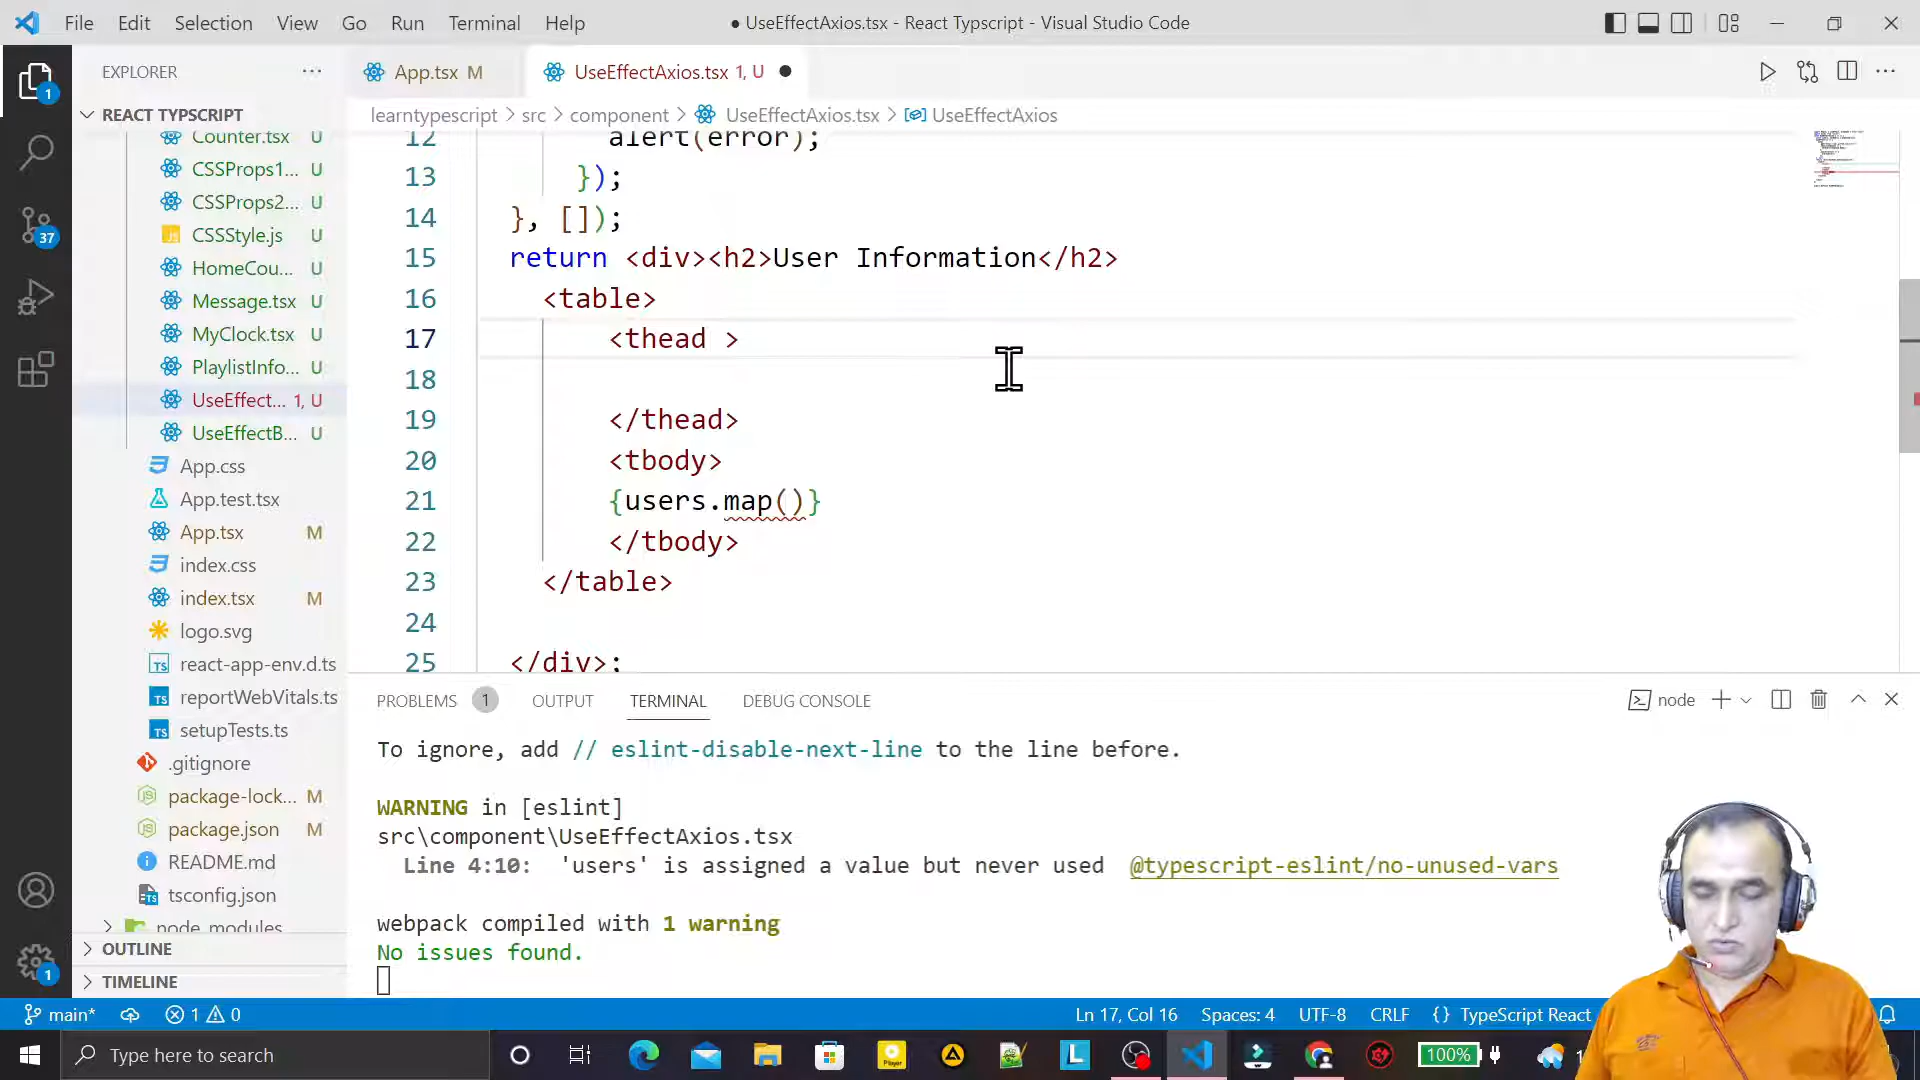 File Edit Selection View Go Run Terminal Help
● UseEffectAxios.tsx - React Typscript - Visual Studio Code
EXPLORER
App.tsx M
UseEffectAxios.tsx 1, U
REACT TYPSCRIPT
learntypescript > src > component > UseEffectAxios.tsx > UseEffectAxios
Counter.tsx U
CSSProps1... U
CSSProps2... U
CSSStyle.js U
HomeCou... U
Message.tsx U
MyClock.tsx U
PlaylistInfo... U
UseEffect... 1, U
UseEffectB... U
App.css
App.test.tsx
App.tsx M
index.css
index.tsx M
logo.svg
react-app-env.d.ts
reportWebVitals.ts
setupTests.ts
.gitignore
package-lock... M
package.json M
README.md
tsconfig.json
node_modules
OUTLINE
TIMELINE
1
37
1
12 alert(error);
13 });
14 }, []);
15 return <div><h2>User Information</h2>
16 <table>
17 <thead >
18
19 </thead>
20 <tbody>
21 {users.map()}
22 </tbody>
23 </table>
24
25 </div>;
PROBLEMS 1 OUTPUT TERMINAL DEBUG CONSOLE
node
To ignore, add // eslint-disable-next-line to the line before.
WARNING in [eslint]
src\component\UseEffectAxios.tsx
Line 4:10: 'users' is assigned a value but never used @typescript-eslint/no-unused-vars
webpack compiled with 1 warning
No issues found.
main* 1 0
Ln 17, Col 16 Spaces: 4 UTF-8 CRLF {} TypeScript React
Type here to search
Player
L
100%